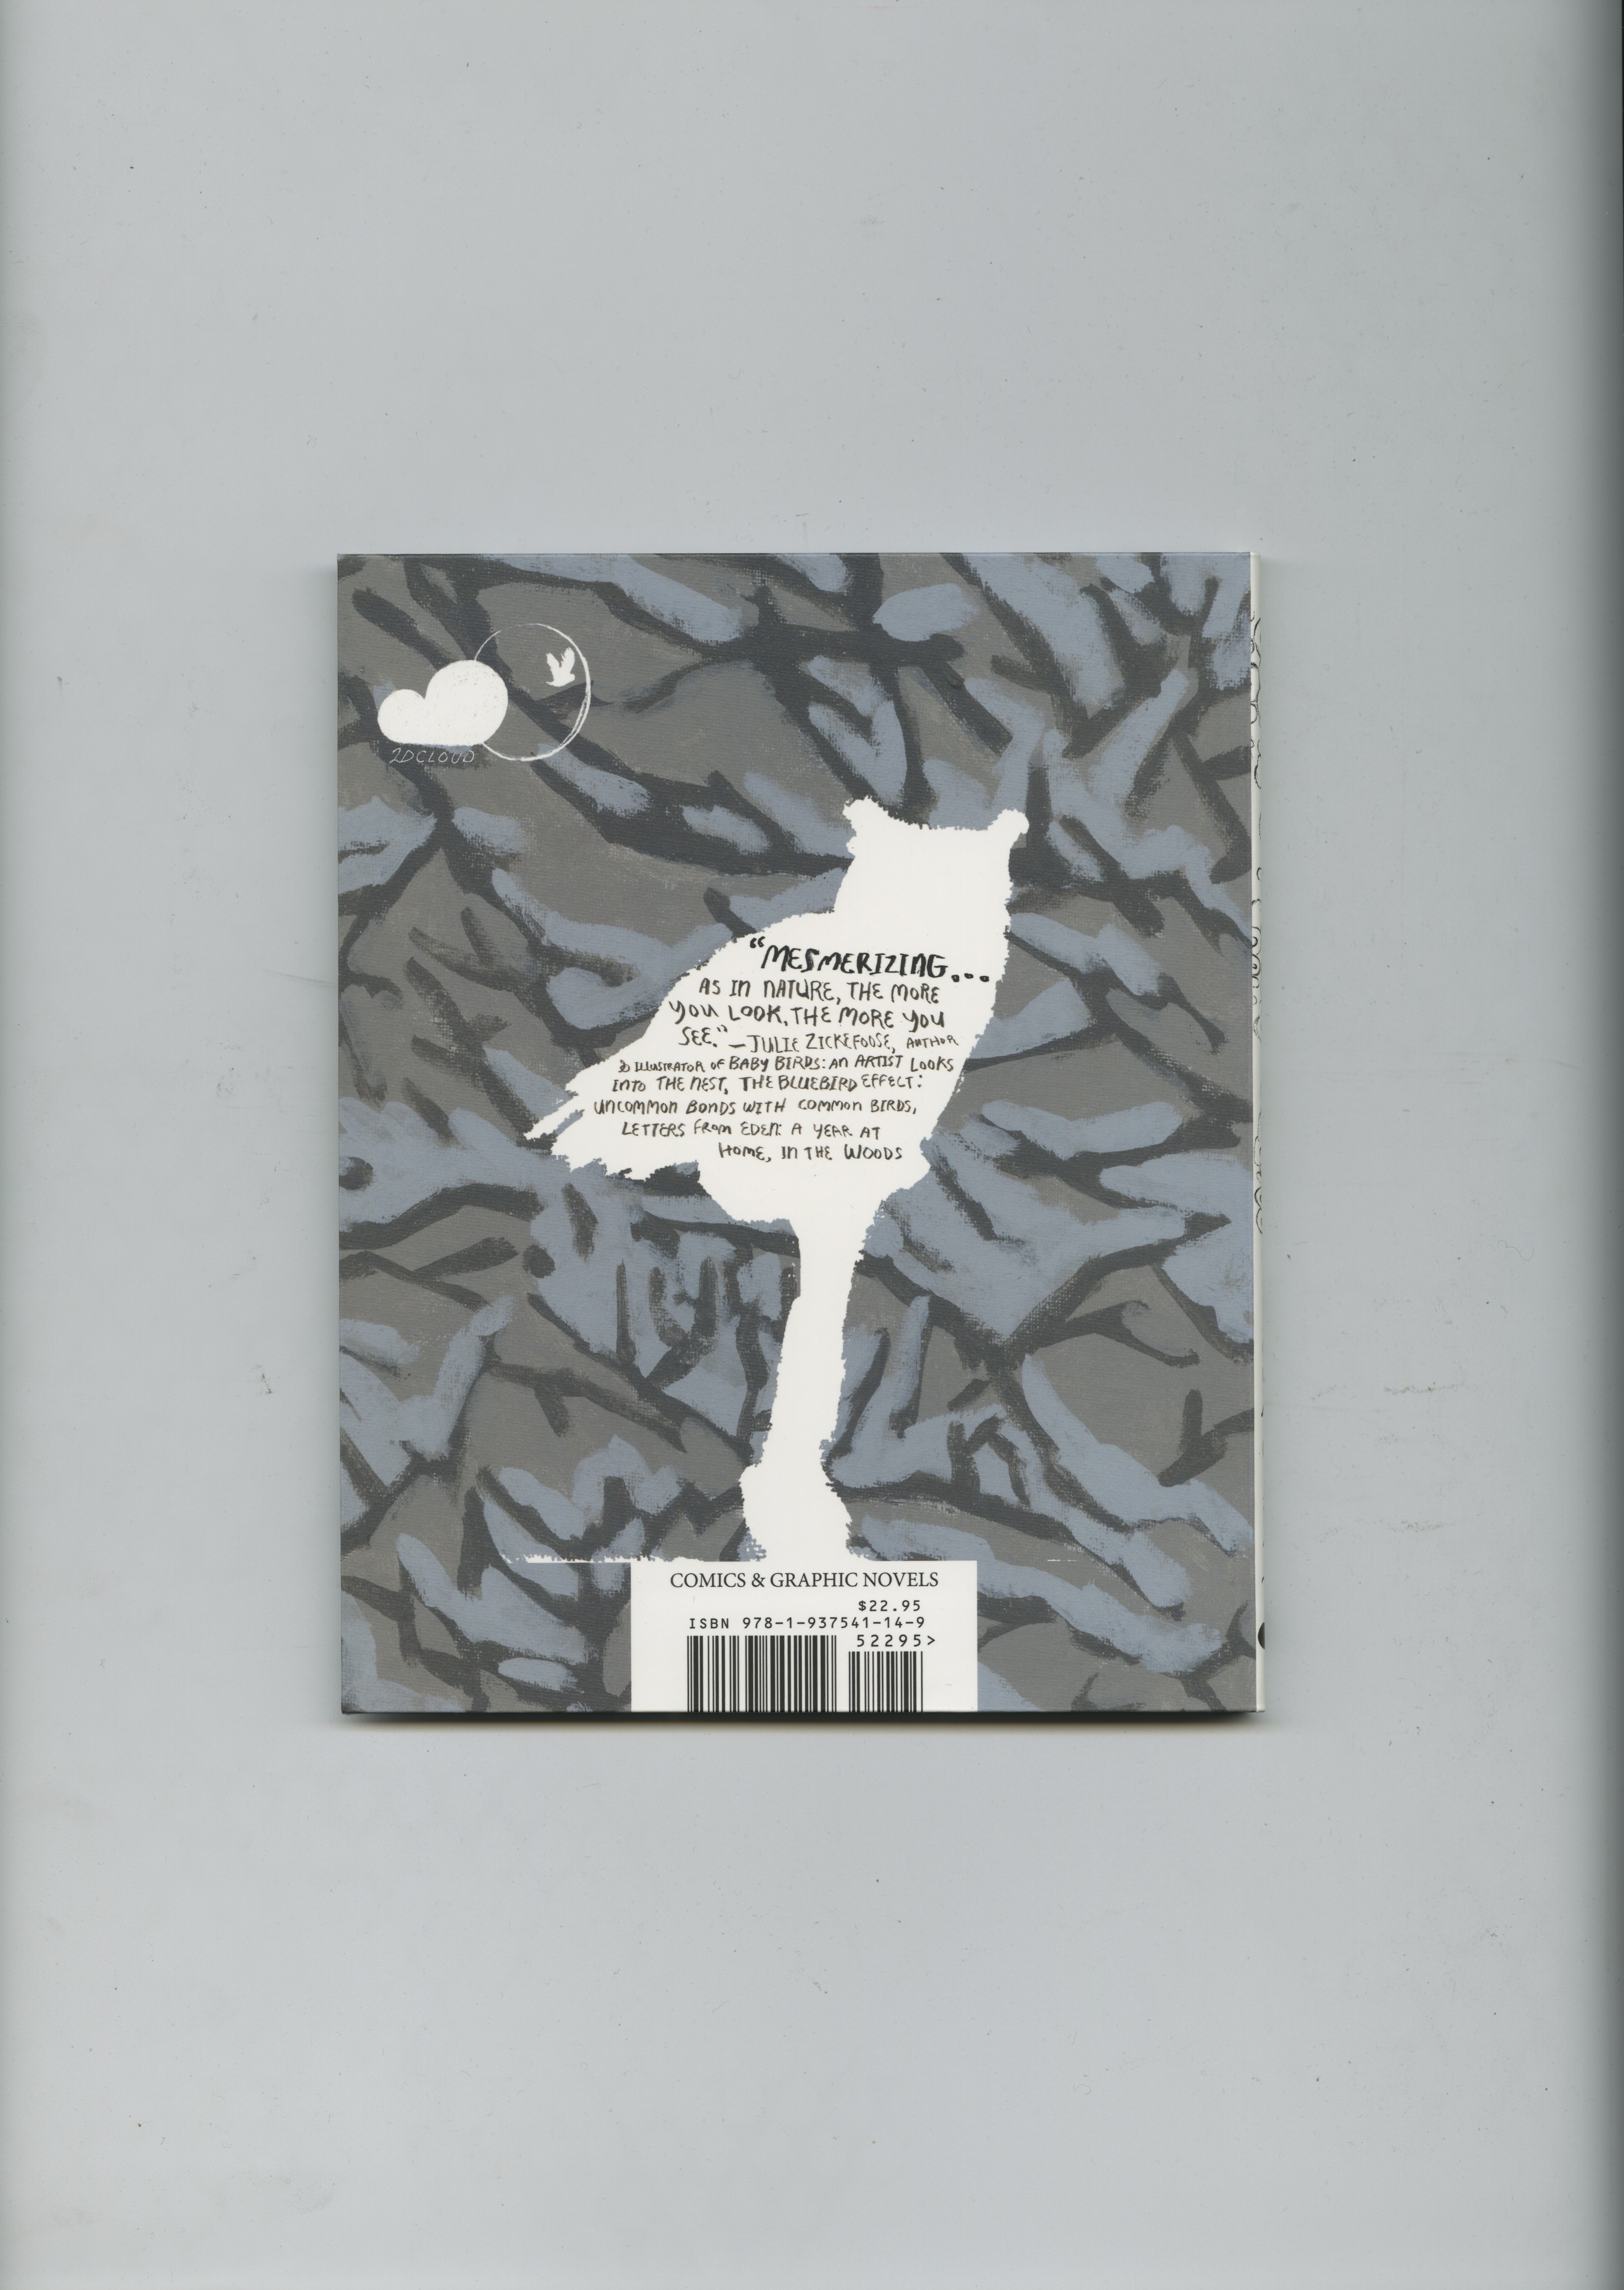 2DCLOUD
“MESMERIZING...
AS IN NATURE, THE MORE
YOU LOOK, THE MORE YOU
SEE.” —JULIE ZICKEFOOSE, AUTHOR
& ILLUSTRATOR OF BABY BIRDS: AN ARTIST LOOKS
INTO THE NEST, THE BLUEBIRD EFFECT:
UNCOMMON BONDS WITH COMMON BIRDS,
LETTERS FROM EDEN: A YEAR AT
HOME, IN THE WOODS
COMICS & GRAPHIC NOVELS
$22.95
ISBN 978-1-937541-14-9
52295>